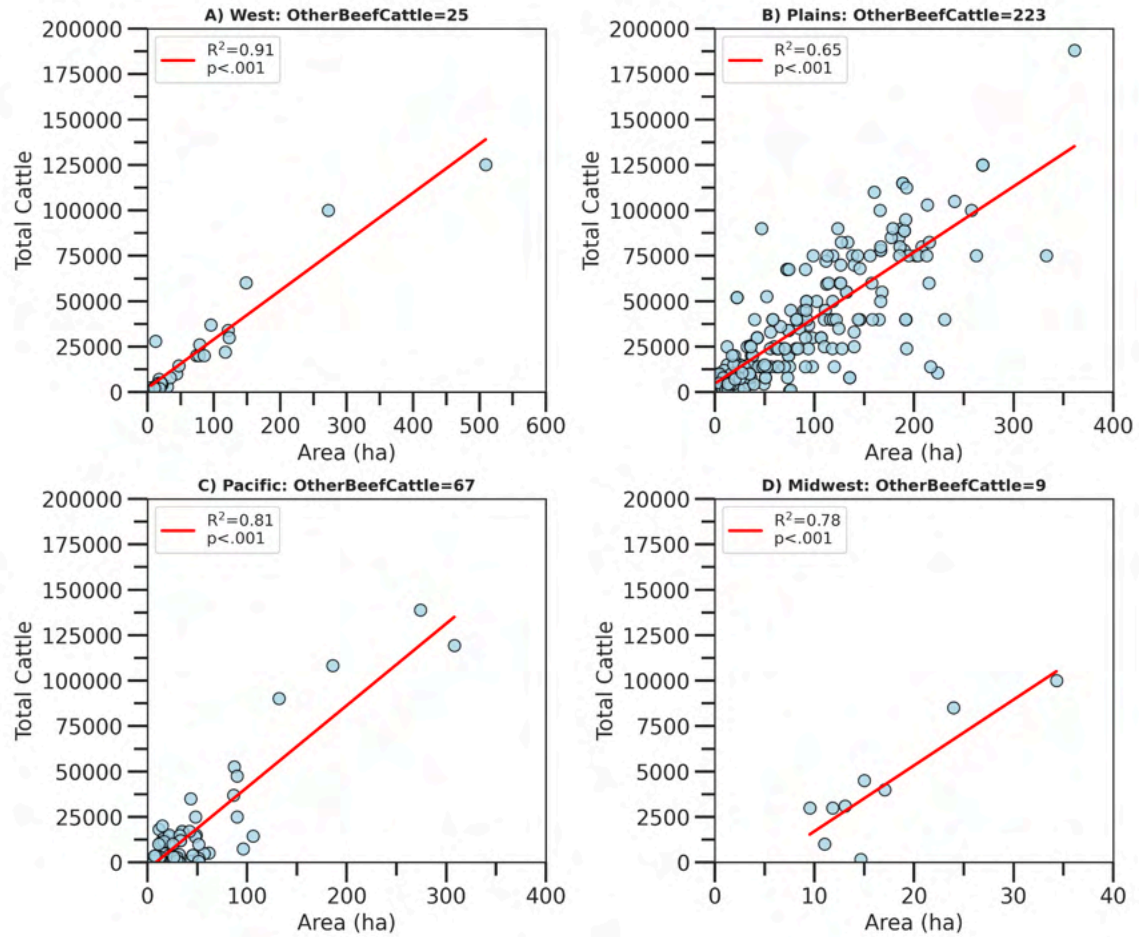 A) West: OtherBeefCattle=25
R²=0.91
p<.001
200000
175000
150000
125000
100000
75000
50000
25000
0
Total Cattle
0 100 200 300 400 500 600
Area (ha)
B) Plains: OtherBeefCattle=223
R²=0.65
p<.001
200000
175000
150000
125000
100000
75000
50000
25000
0
Total Cattle
0 100 200 300 400
Area (ha)
C) Pacific: OtherBeefCattle=67
R²=0.81
p<.001
200000
175000
150000
125000
100000
75000
50000
25000
0
Total Cattle
0 100 200 300 400
Area (ha)
D) Midwest: OtherBeefCattle=9
R²=0.78
p<.001
20000
17500
15000
12500
10000
7500
5000
2500
0
Total Cattle
0 10 20 30 40
Area (ha)